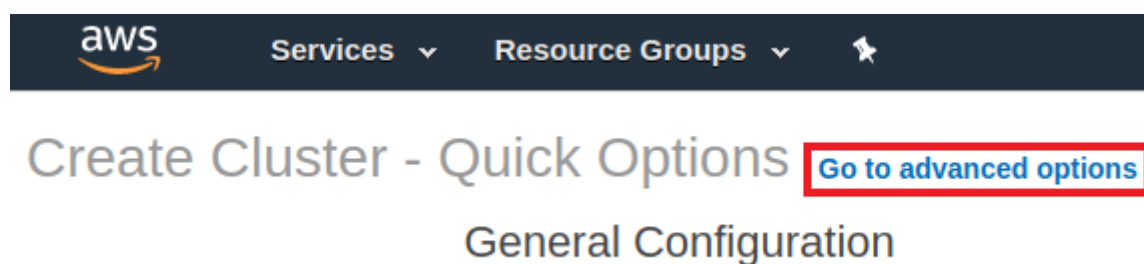 aws Services Resource Groups
Create Cluster - Quick Options Go to advanced options
General Configuration